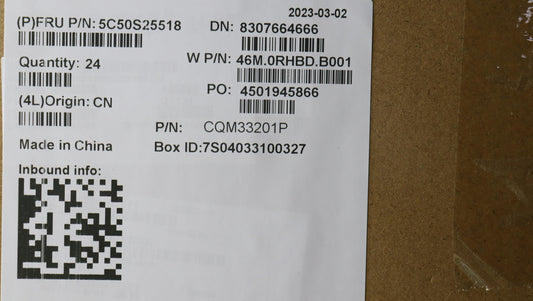 2023-03-02
(P)FRU P/N: 5C50S25518 DN: 8307664666
Quantity: 24 W P/N: 46M.0RHBD.B001
(4L)Origin: CN PO: 4501945866
P/N: CQM33201P
Made in China Box ID:7S04033100327
Inbound info: